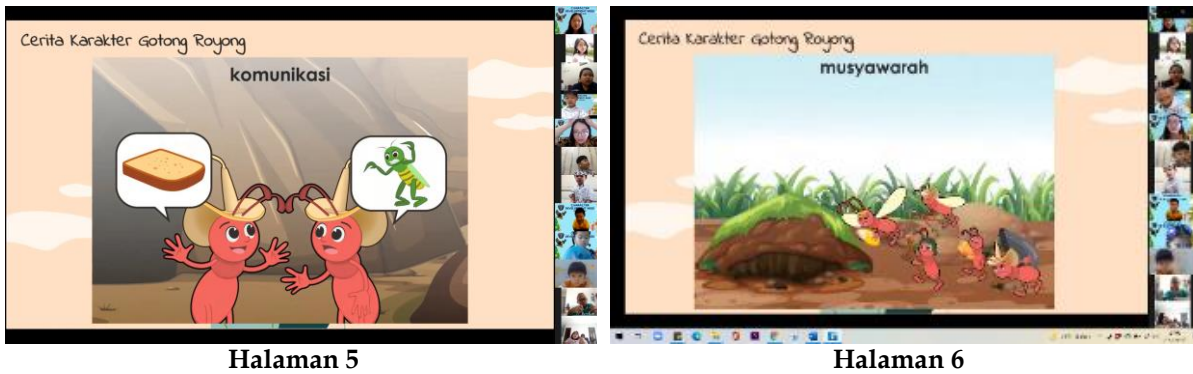 Cerita Karakter Gotong Royong
komunikasi
Halaman 5
Cerita Karakter Gotong Royong
musyawarah
Halaman 6